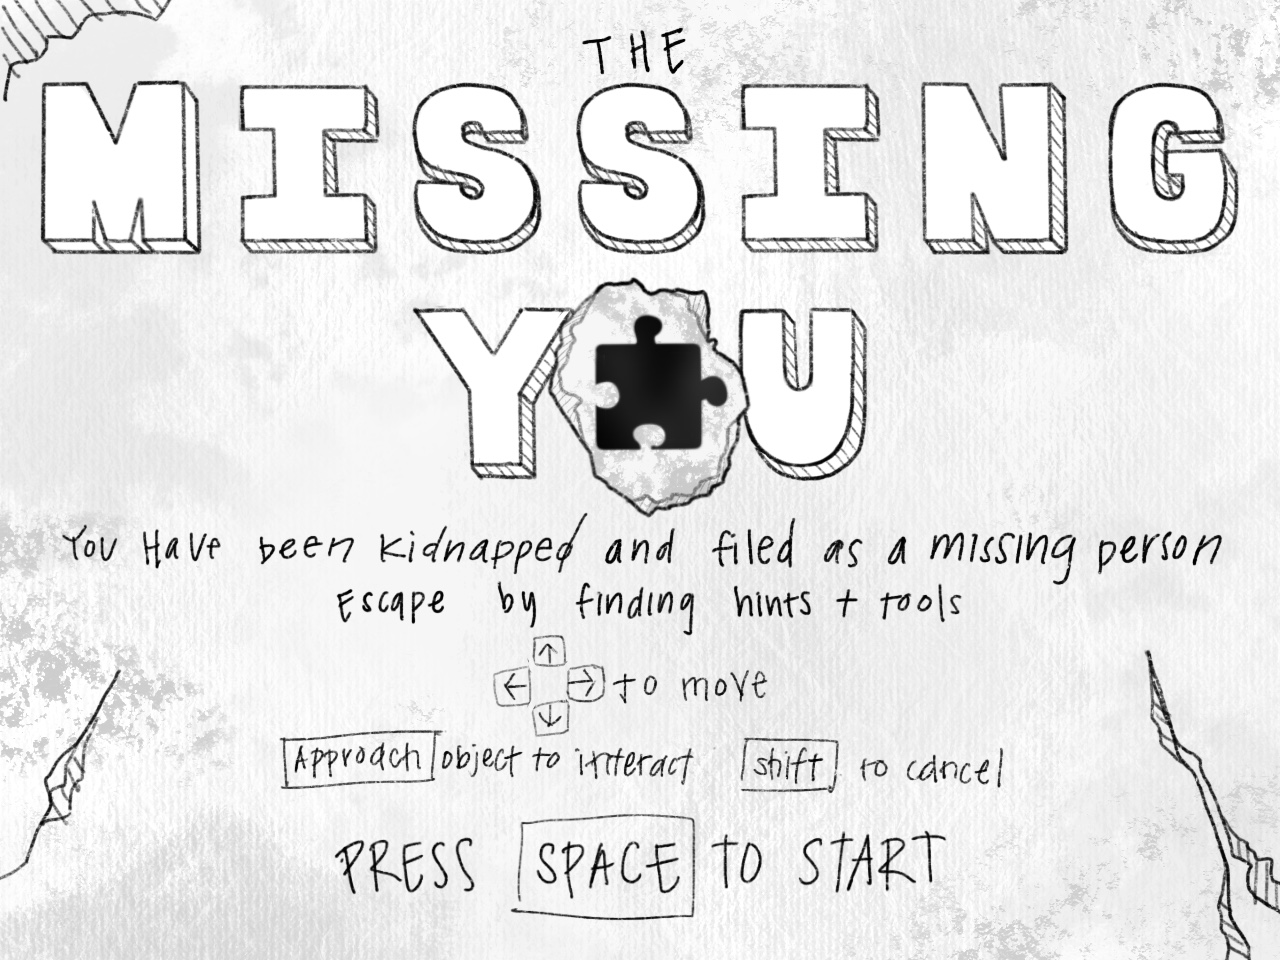 THE
MISSING
Y U
You Have been kidnapped and filed as a missing person
Escape by finding hints + tools
↑
← → to move
↓
Approach object to interact shift to cancel
PRESS SPACE TO START